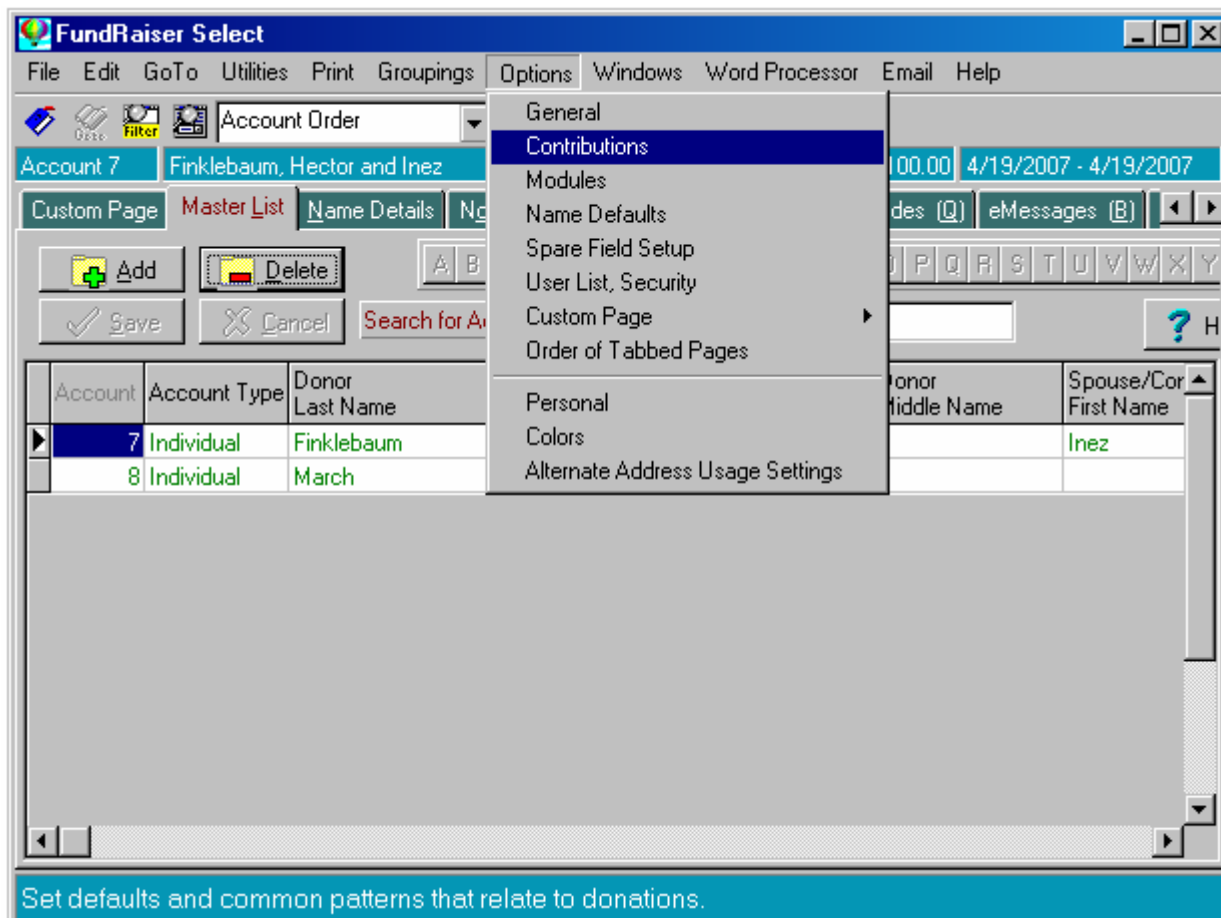 FundRaiser Select
File Edit GoTo Utilities Print Groupings Options Windows Word Processor Email Help
Filter Account Order
General
Contributions
Account 7 Finklebaum, Hector and Inez 100.00 4/19/2007 - 4/19/2007
Modules
Custom Page Master List Name Details des (Q) eMessages (B)
Name Defaults
Spare Field Setup
Add Delete A B P Q R S T U V W X Y
User List, Security
Save Cancel Search for A H
Custom Page
Order of Tabbed Pages
Account Account Type Donor Last Name Middle Name Spouse/Cor First Name
Personal
Colors
7 Individual Finklebaum Inez
Alternate Address Usage Settings
8 Individual March
Set defaults and common patterns that relate to donations.